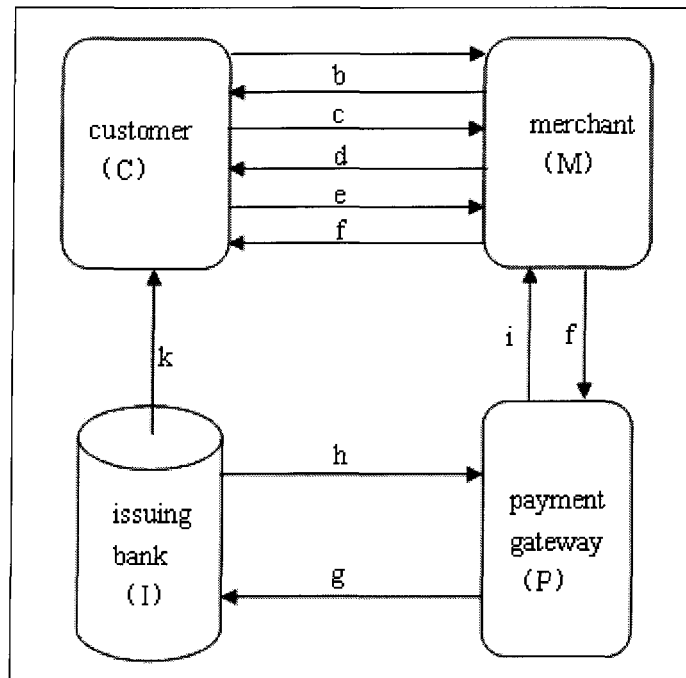 b
customer
(C)
c
merchant
(M)
d
e
f
k
i
f
h
issuing
bank
(I)
payment
gateway
(P)
g